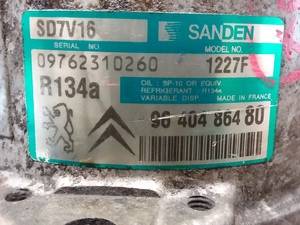 SD7V16
SANDEN
SERIAL NO.
MODEL NO.
09762310260
1227F
R134a
OIL : SP-10 OR EQUIV
REFRIGERANT : R134a
VARIABLE DISP
MADE IN FRANCE
96 404 864 80